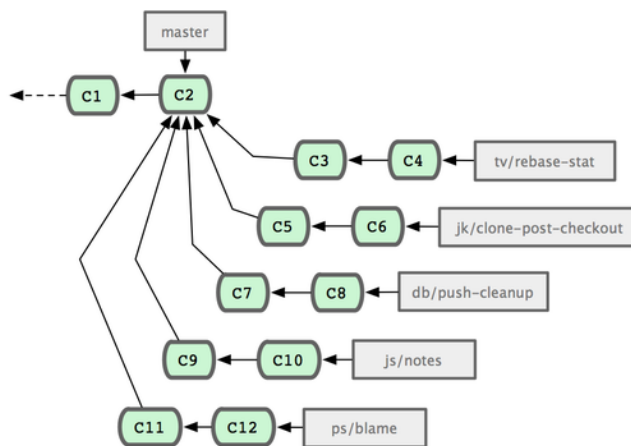 master
C1 C2
C3 C4 tv/rebase-stat
C5 C6 jk/clone-post-checkout
C7 C8 db/push-cleanup
C9 C10 js/notes
C11 C12 ps/blame